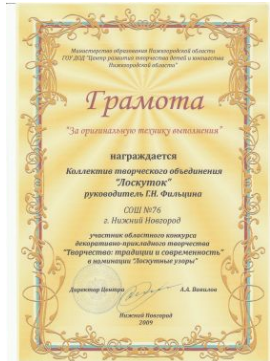 Министерство образования Нижегородской области
ГОУ ДОД "Центр развития творчества детей и юношества
Нижегородской области"
Грамота
"За оригинальную технику выполнения"
награждается
Коллектив творческого объединения
"Лоскуток"
руководитель Г.Н. Фильцина
СОШ №76
г. Нижний Новгород
участник областного конкурса
декоративно-прикладного творчества
"Творчество: традиции и современность"
в номинации "Лоскутные узоры"
Директор Центра
А.А. Вавилов
Нижний Новгород
2009